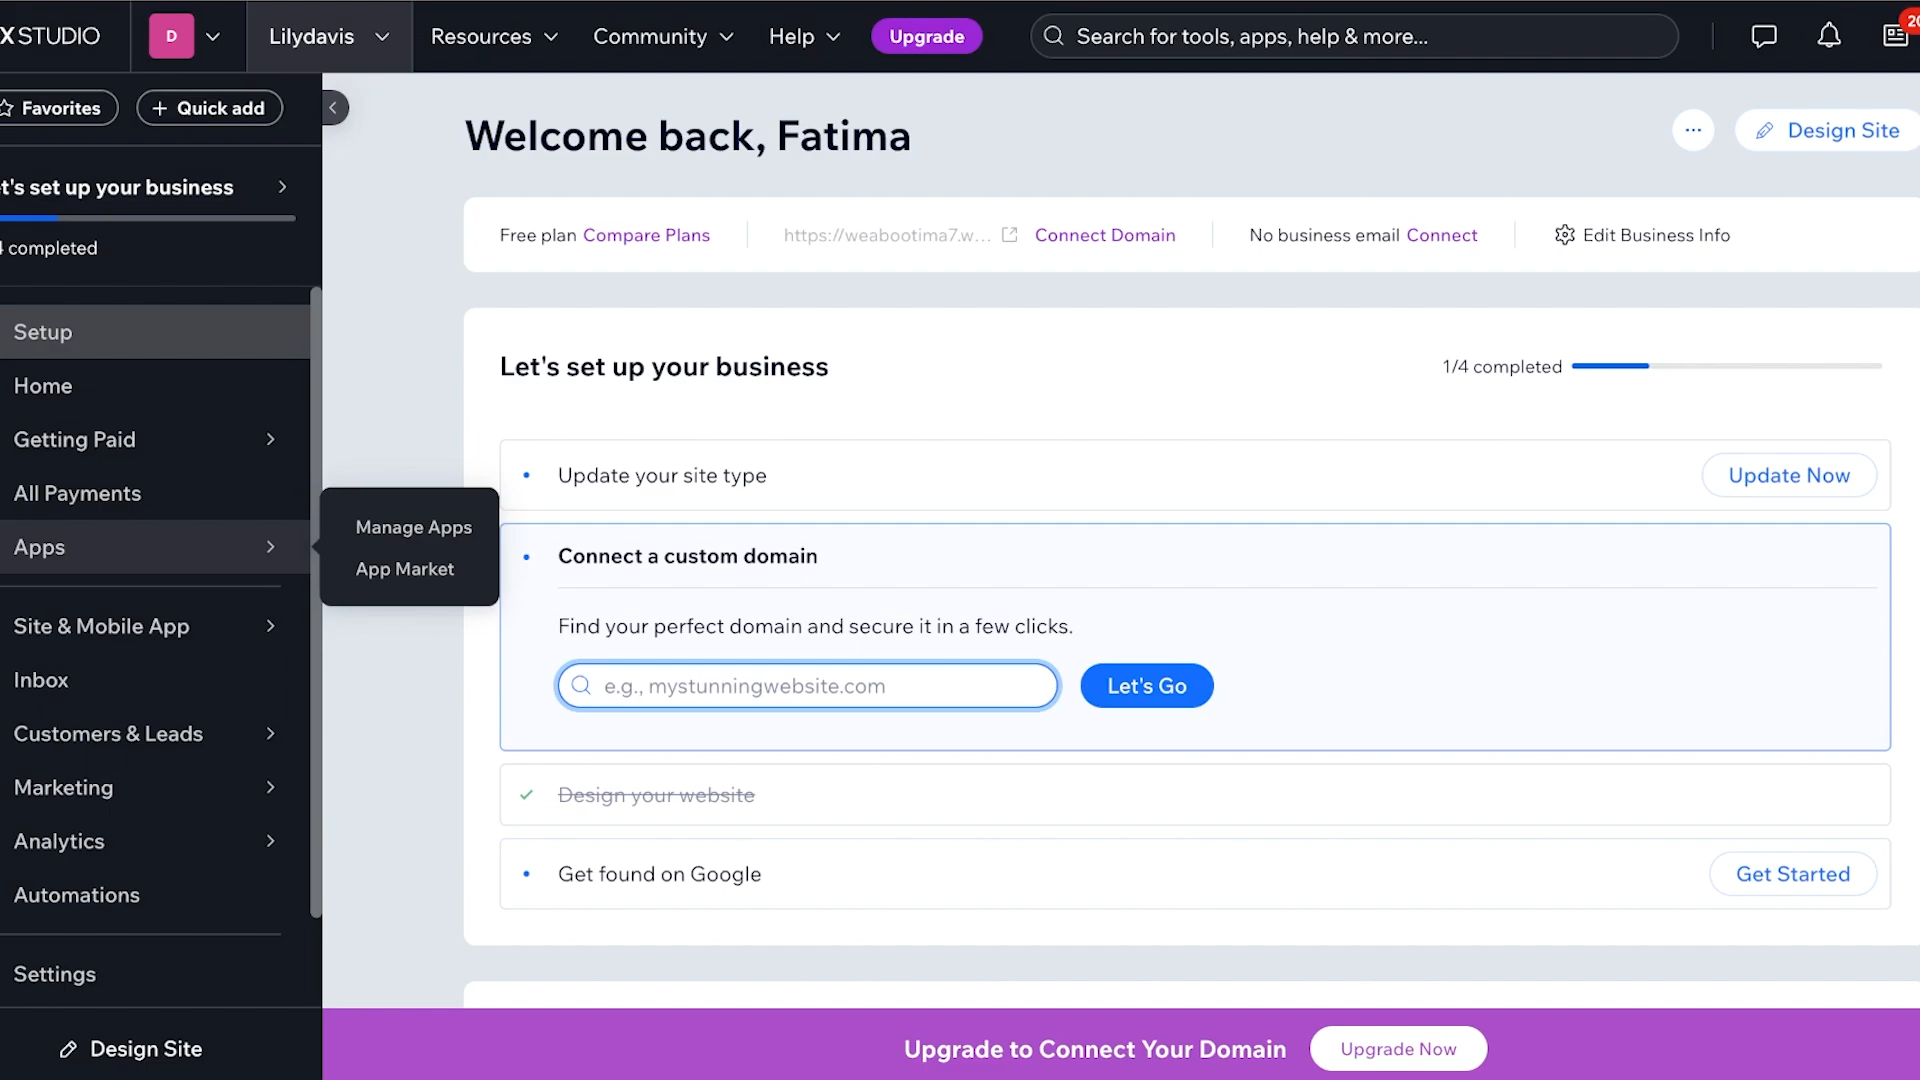 X STUDIO
D
Lilydavis
Resources
Community
Help
Upgrade
Search for tools, apps, help & more...
20
Favorites
+ Quick add
t's set up your business
completed
Setup
Home
Getting Paid
All Payments
Apps
Manage Apps
App Market
Site & Mobile App
Inbox
Customers & Leads
Marketing
Analytics
Automations
Settings
Design Site
Welcome back, Fatima
Design Site
Free plan Compare Plans
https://weabootima7.w...
Connect Domain
No business email Connect
Edit Business Info
Let's set up your business
1/4 completed
Update your site type
Update Now
Connect a custom domain
Find your perfect domain and secure it in a few clicks.
e.g., mystunningwebsite.com
Let's Go
Design your website
Get found on Google
Get Started
Upgrade to Connect Your Domain
Upgrade Now